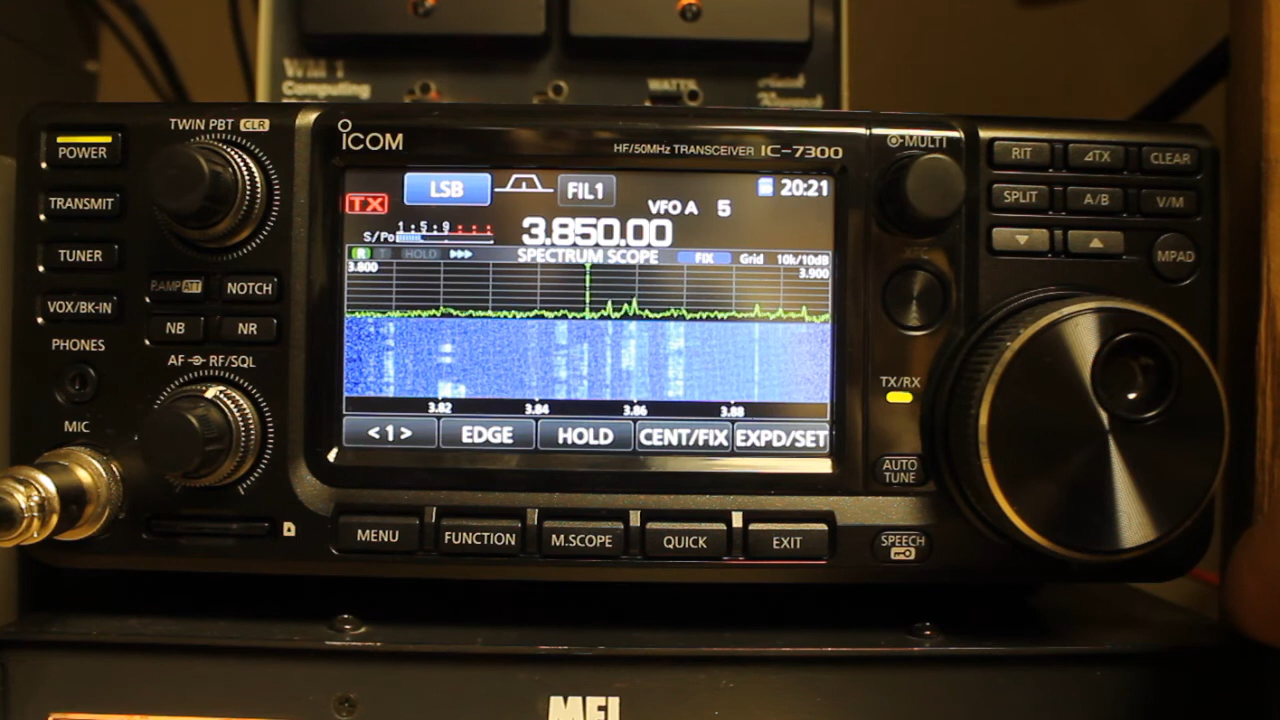 WM 1
Computing
WATTS
ICOM
HF/50MHz TRANSCEIVER IC-7300
TWIN PBT CLR
POWER
TRANSMIT
TUNER
VOX/BK-IN
PHONES
MIC
P.AMP ATT
NOTCH
NB
NR
AF RF/SQL
LSB
FIL1
20:21
TX
VFO A 5
S/Po 1 5 9
3.850.00
R T HOLD
SPECTRUM SCOPE
FIX
Grid
10k/10dB
3.800
3.900
3.82 3.84 3.86 3.88
<1>
EDGE
HOLD
CENT/FIX
EXPD/SET
MENU
FUNCTION
M.SCOPE
QUICK
EXIT
MULTI
RIT
ΔTX
CLEAR
SPLIT
A/B
V/M
MPAD
TX/RX
AUTO
TUNE
SPEECH